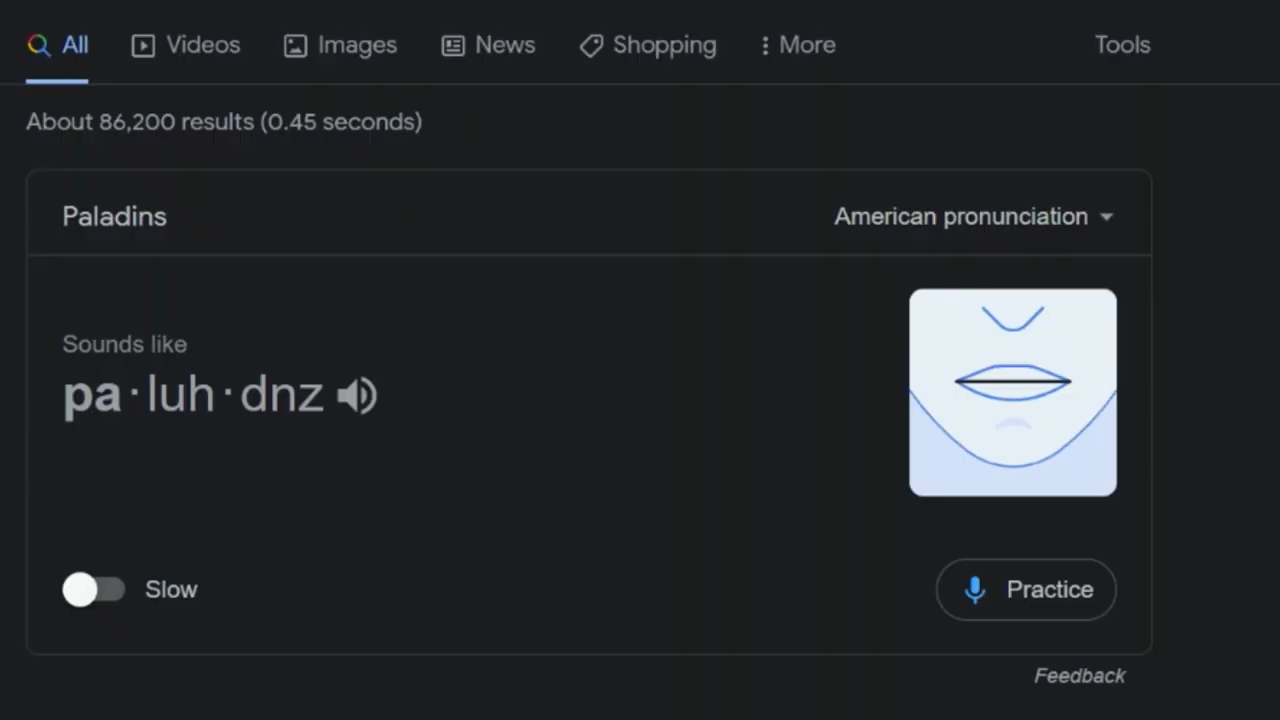 All Videos Images News Shopping More Tools
About 86,200 results (0.45 seconds)
Paladins American pronunciation
Sounds like
pa·luh·dnz
Slow Practice
Feedback